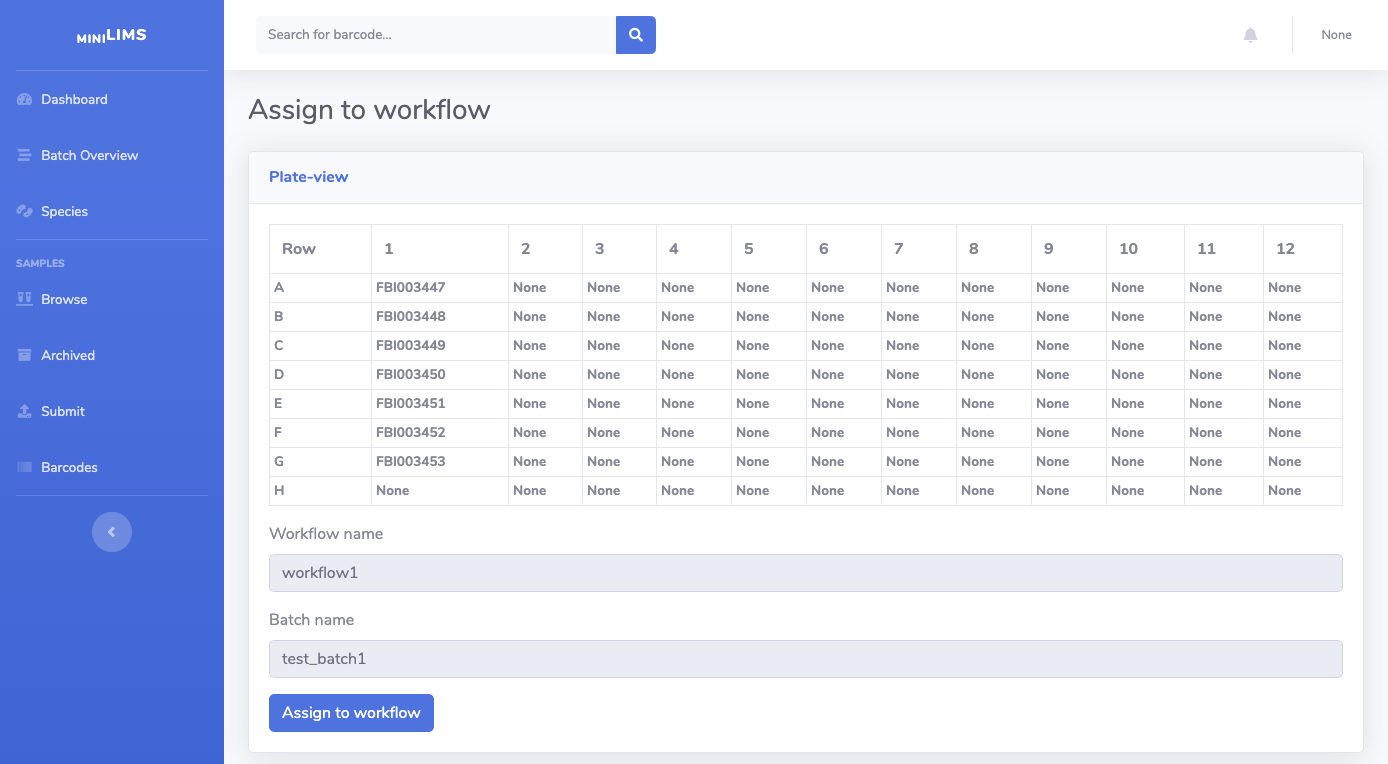 MINILIMS
Search for barcode...
None
Dashboard
Batch Overview
Species
SAMPLES
Browse
Archived
Submit
Barcodes
Assign to workflow
Plate-view
Row 1 2 3 4 5 6 7 8 9 10 11 12
A FBI003447 None None None None None None None None None None None
B FBI003448 None None None None None None None None None None None
C FBI003449 None None None None None None None None None None None
D FBI003450 None None None None None None None None None None None
E FBI003451 None None None None None None None None None None None
F FBI003452 None None None None None None None None None None None
G FBI003453 None None None None None None None None None None None
H None None None None None None None None None None None None
Workflow name
workflow1
Batch name
test_batch1
Assign to workflow